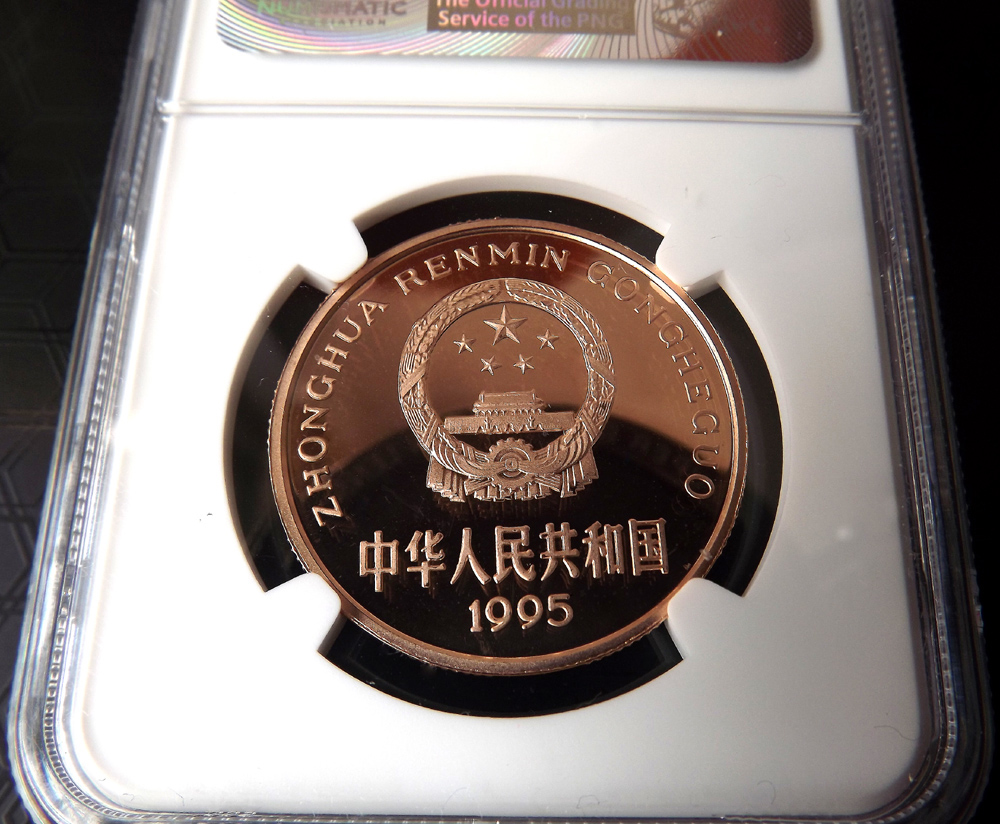 NUMISMATIC
ASSOCIATION
The Official Grading
Service of the PNG
ZHONGHUA RENMIN GONGHEGUO
中华人民共和国
1995